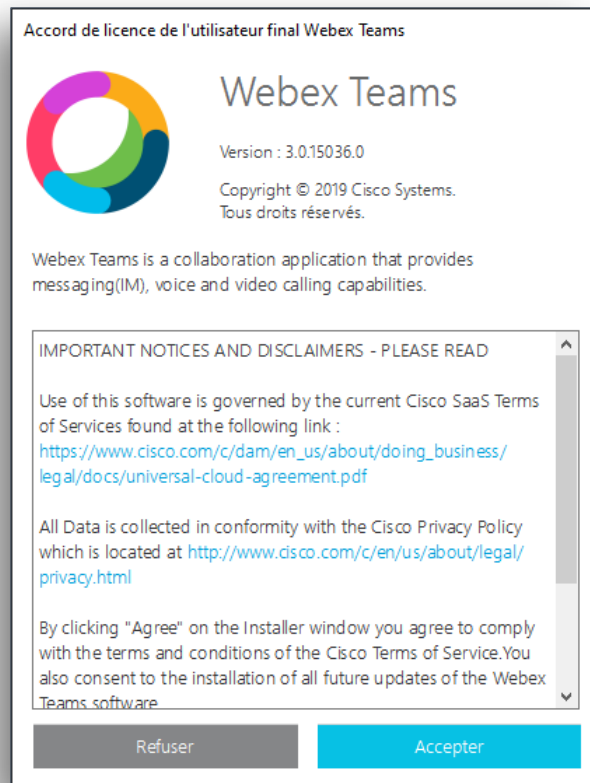 Accord de licence de l'utilisateur final Webex Teams
Webex Teams
Version : 3.0.15036.0
Copyright © 2019 Cisco Systems.
Tous droits réservés.
Webex Teams is a collaboration application that provides
messaging(IM), voice and video calling capabilities.
IMPORTANT NOTICES AND DISCLAIMERS - PLEASE READ
Use of this software is governed by the current Cisco SaaS Terms
of Services found at the following link :
https://www.cisco.com/c/dam/en_us/about/doing_business/
legal/docs/universal-cloud-agreement.pdf
All Data is collected in conformity with the Cisco Privacy Policy
which is located at http://www.cisco.com/c/en/us/about/legal/
privacy.html
By clicking "Agree" on the Installer window you agree to comply
with the terms and conditions of the Cisco Terms of Service.You
also consent to the installation of all future updates of the Webex
Teams software
Refuser
Accepter